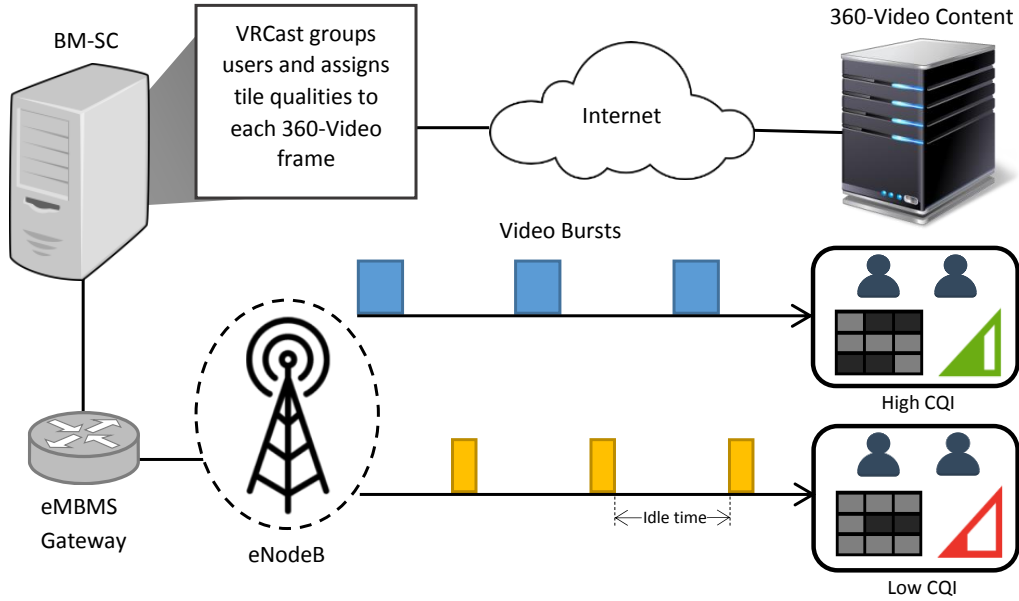 360-Video Content
BM-SC
VRCast groups
users and assigns
tile qualities to
each 360-Video
frame
Internet
Video Bursts
High CQI
eMBMS
Gateway
eNodeB
Idle time
Low CQI